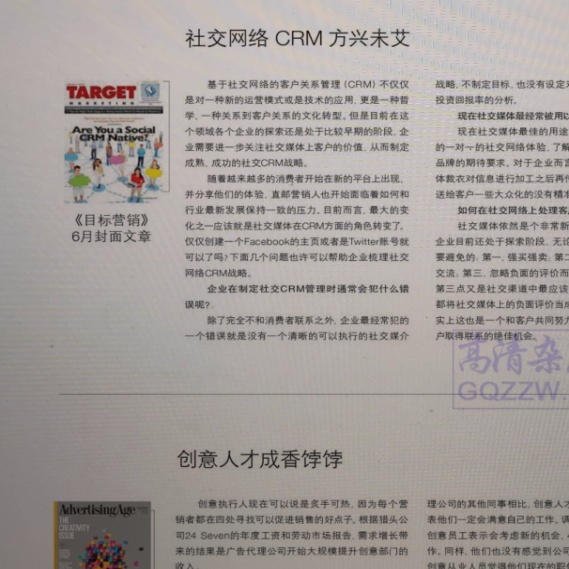 社交网络 CRM 方兴未艾
TARGET
MARKETING
Are You a Social
CRM Native?
《目标营销》
6月封面文章
基于社交网络的客户关系管理 (CRM) 不仅仅
是对一种新的运营模式或是技术的应用, 更是一种哲
学, 一种关系到客户关系的文化转型, 但是目前在这
个领域各个企业的探索还是处于比较早期的阶段, 企
业需要进一步关注社交媒体上客户的价值, 从而制定
成熟, 成功的社交CRM战略。
随着越来越多的消费者开始在新的平台上出现,
并分享他们的体验, 直邮营销人也开始面临着如何和
行业最新发展保持一致的压力。目前而言, 最大的变
化之一应该就是社交媒体在CRM方面的角色转变了。
仅仅创建一个Facebook的主页或者是Twitter账号就
可以了吗? 下面几个问题也许可以帮助企业梳理社交
网络CRM战略。
企业在制定社交CRM管理时通常会犯什么错
误呢?
除了完全不和消费者联系之外, 企业最经常犯的
一个错误就是没有一个清晰的可以执行的社交媒介
战略, 不制定目标, 也没有设定
投资回报率的分析。
现在社交媒体最经常被用
现在社交媒体最佳的用途
的一对一的社交网络体验, 了解
品牌的期待要求, 对于企业而
体裁衣对信息进行加工之后再
送给客户一些大众化的没有精
如何在社交网络上处理客
社交媒体依然是个非常新
企业目前还处于探索阶段, 无论
要避免的: 第一, 强买强卖; 第二
交流; 第三, 忽略负面的评价而
第三点又是社交渠道中最应该
都将社交媒体上的负面评价当
实上这也是一个和客户共同努
户取得联系的绝佳机会。
高清杂
GQZZW.
创意人才成香饽饽
AdvertisingAge
THE
CREATIVITY
ISSUE
创意执行人现在可以说是炙手可热, 因为每个营
销者都在四处寻找可以促进销售的好点子, 根据猎头公
司24 Seven的年度工资和劳动市场报告, 需求增长带
来的结果是广告代理公司开始大规模提升创意部门的
收入。
理公司的其他同事相比, 创意人才
表他们一定会满意自己的工作。调
创意员工表示会考虑新的机会,
作。同样, 他们也没有感觉到公司
创意从业人员觉得他们现在的职